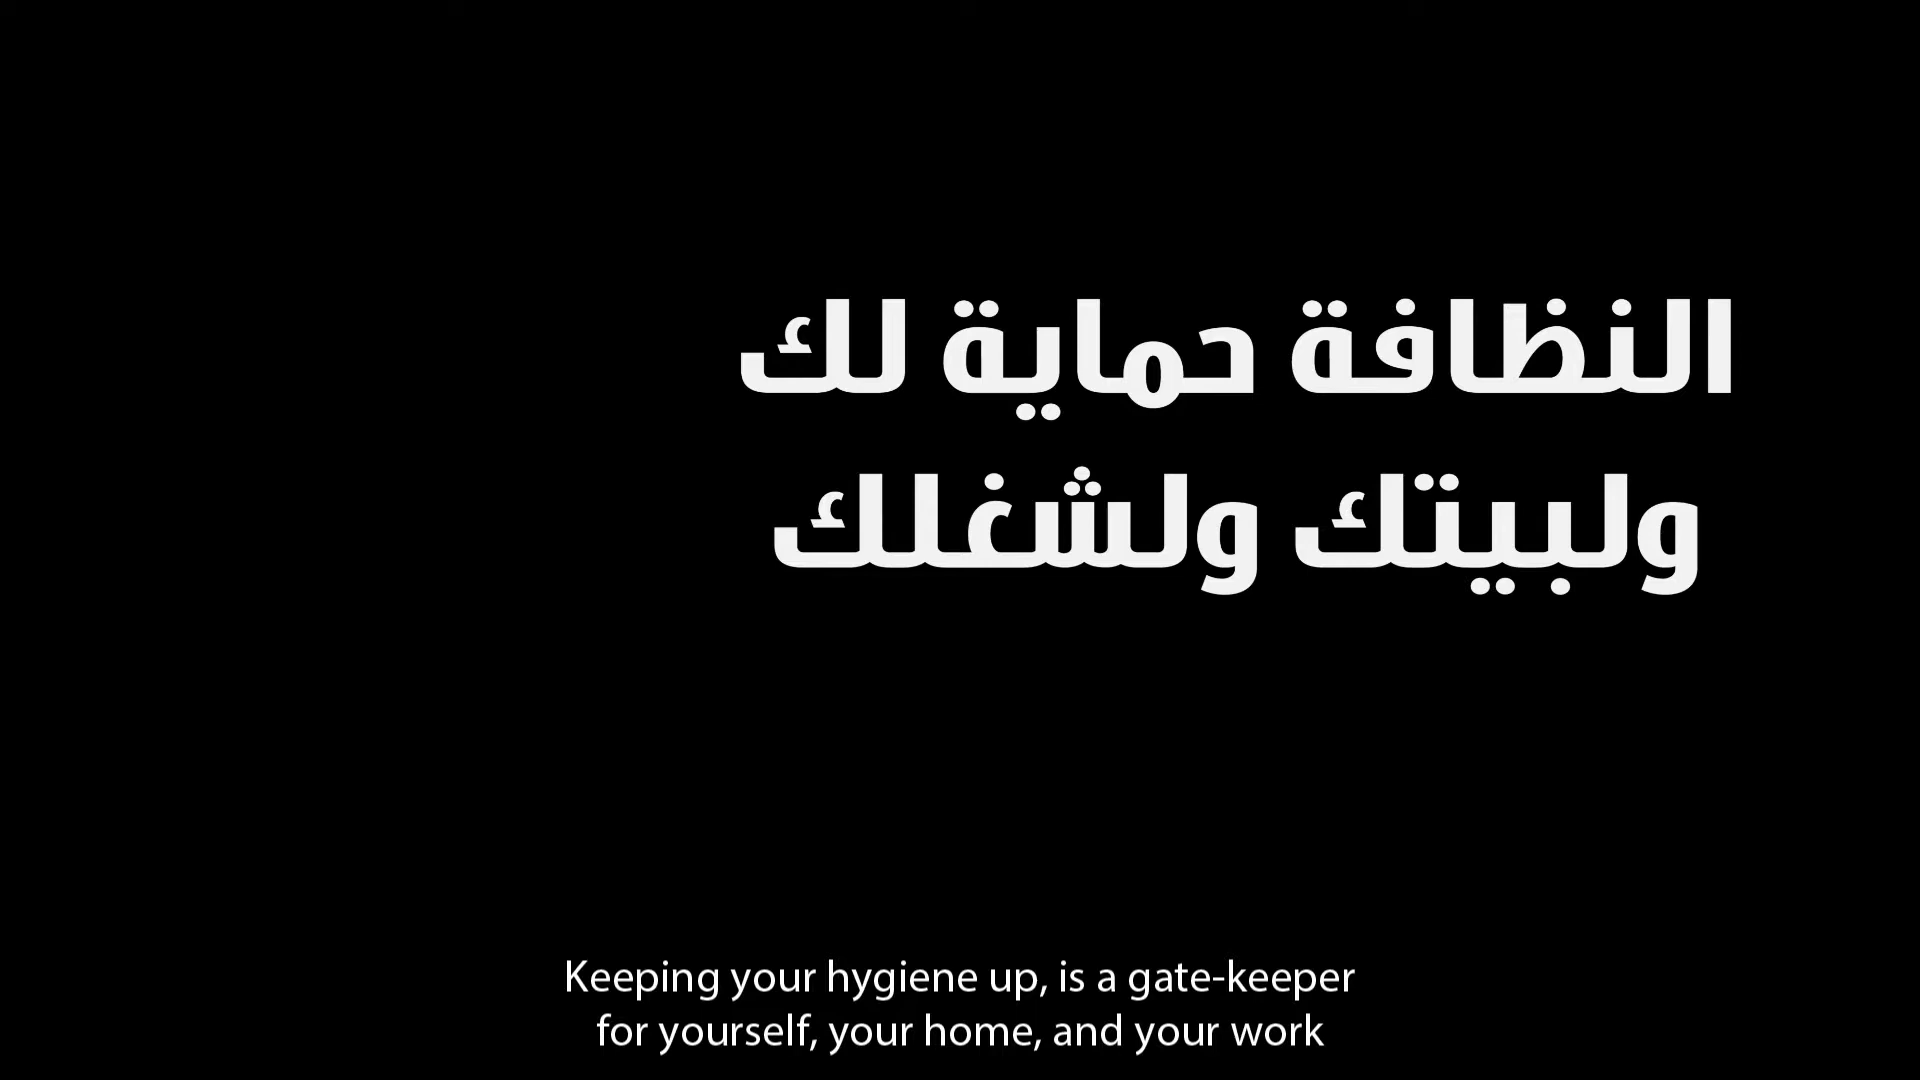 النظافة حماية لك
ولبيتك ولشغلك
Keeping your hygiene up, is a gate-keeper
for yourself, your home, and your work